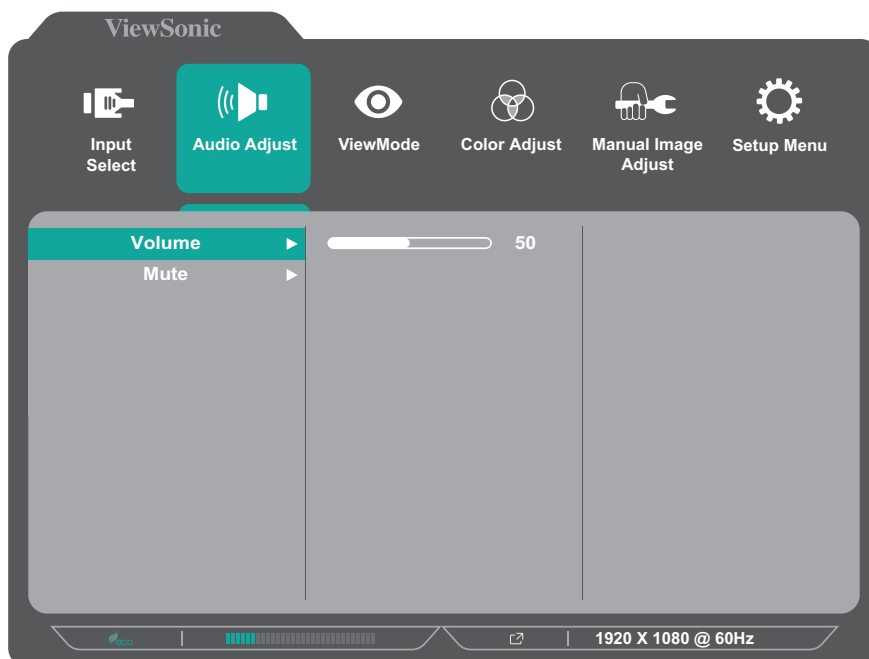 ViewSonic
Input
Select
Audio Adjust
ViewMode
Color Adjust
Manual Image
Adjust
Setup Menu
Volume
50
Mute
eco
1920 X 1080 @ 60Hz